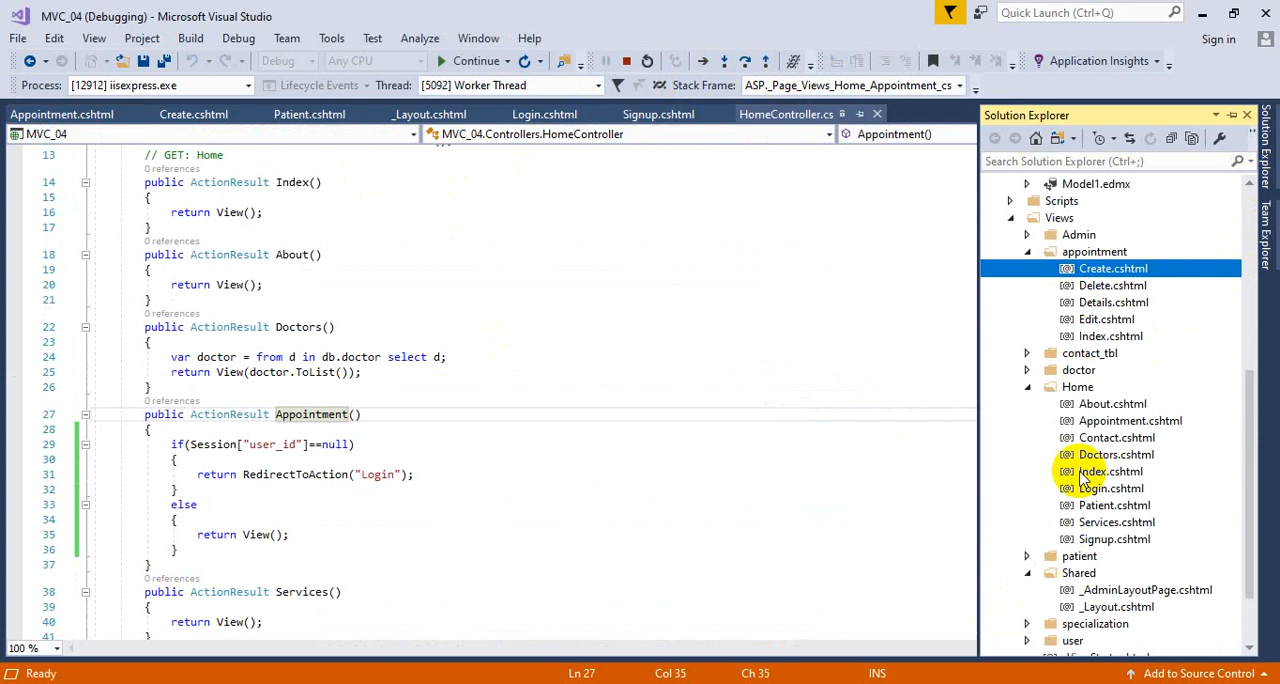 MVC_04 (Debugging) - Microsoft Visual Studio
Quick Launch (Ctrl+Q)
File Edit View Project Build Debug Team Tools Test Analyze Window Help
Sign in
Debug Any CPU Continue Application Insights
Process: [12912] iisexpress.exe Lifecycle Events Thread: [5092] Worker Thread Stack Frame: ASP._Page_Views_Home_Appointment_cs
Appointment.cshtml Create.cshtml Patient.cshtml _Layout.cshtml Login.cshtml Signup.cshtml HomeController.cs
MVC_04 MVC_04.Controllers.HomeController Appointment()
13 // GET: Home
0 references
14 public ActionResult Index()
15 {
16 return View();
17 }
0 references
18 public ActionResult About()
19 {
20 return View();
21 }
0 references
22 public ActionResult Doctors()
23 {
24 var doctor = from d in db.doctor select d;
25 return View(doctor.ToList());
26 }
0 references
27 public ActionResult Appointment()
28 {
29 if(Session["user_id"]==null)
30 {
31 return RedirectToAction("Login");
32 }
33 else
34 {
35 return View();
36 }
37 }
0 references
38 public ActionResult Services()
39 {
40 return View();
41 }
100 %
Solution Explorer
Search Solution Explorer (Ctrl+;)
Model1.edmx
Scripts
Views
Admin
appointment
Create.cshtml
Delete.cshtml
Details.cshtml
Edit.cshtml
Index.cshtml
contact_tbl
doctor
Home
About.cshtml
Appointment.cshtml
Contact.cshtml
Doctors.cshtml
Index.cshtml
Login.cshtml
Patient.cshtml
Services.cshtml
Signup.cshtml
patient
Shared
_AdminLayoutPage.cshtml
_Layout.cshtml
specialization
user
Solution Explorer
Team Explorer
Ready Ln 27 Col 35 Ch 35 INS Add to Source Control